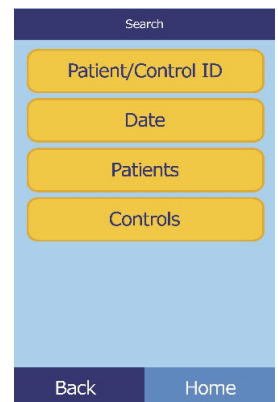 Search
Patient/Control ID
Date
Patients
Controls
Back Home